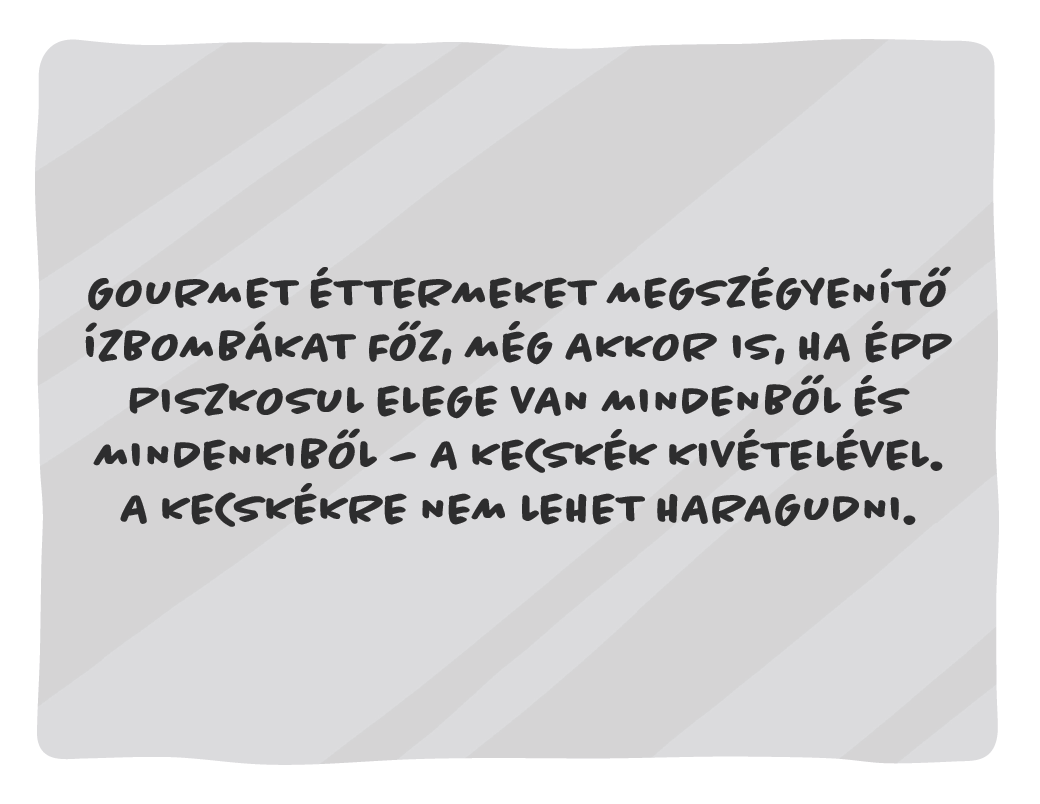 GOURMET ÉTTERMEKET MEGSZÉGYENÍTŐ
ÍZBOMBÁKAT FŐZ, MÉG AKKOR IS, HA ÉPP
PISZKOSUL ELEGE VAN MINDENBŐL ÉS
MINDENKIBŐL – A KECSKÉK KIVÉTELÉVEL.
A KECSKÉKRE NEM LEHET HARAGUDNI.